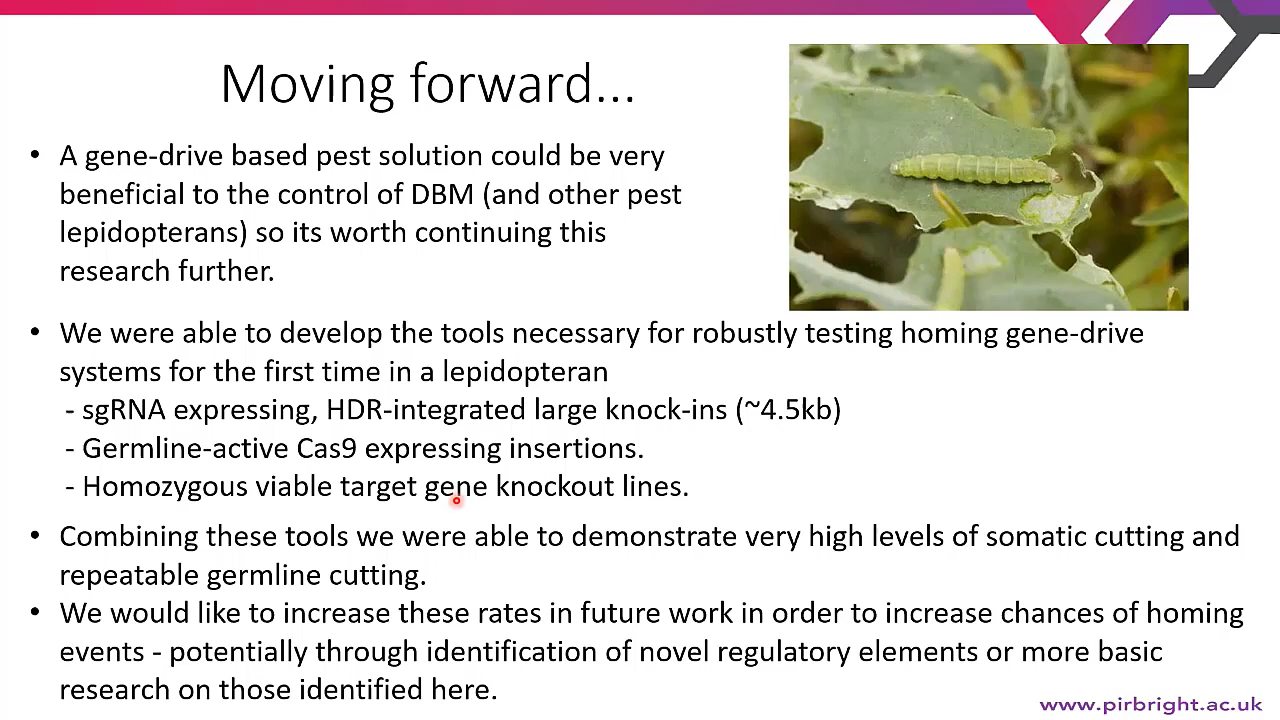 Moving forward...
• A gene-drive based pest solution could be very
beneficial to the control of DBM (and other pest
lepidopterans) so its worth continuing this
research further.
• We were able to develop the tools necessary for robustly testing homing gene-drive
systems for the first time in a lepidopteran
- sgRNA expressing, HDR-integrated large knock-ins (~4.5kb)
- Germline-active Cas9 expressing insertions.
- Homozygous viable target gene knockout lines.
• Combining these tools we were able to demonstrate very high levels of somatic cutting and
repeatable germline cutting.
• We would like to increase these rates in future work in order to increase chances of homing
events - potentially through identification of novel regulatory elements or more basic
research on those identified here.
www.pirbright.ac.uk